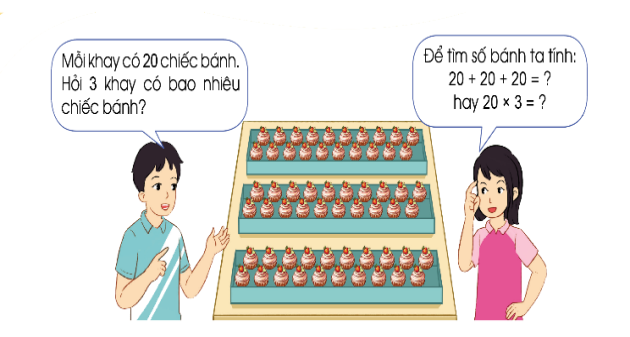 Mỗi khay có 20 chiếc bánh.
Hỏi 3 khay có bao nhiêu
chiếc bánh?
Để tìm số bánh ta tính:
20 + 20 + 20 = ?
hay 20 × 3 = ?